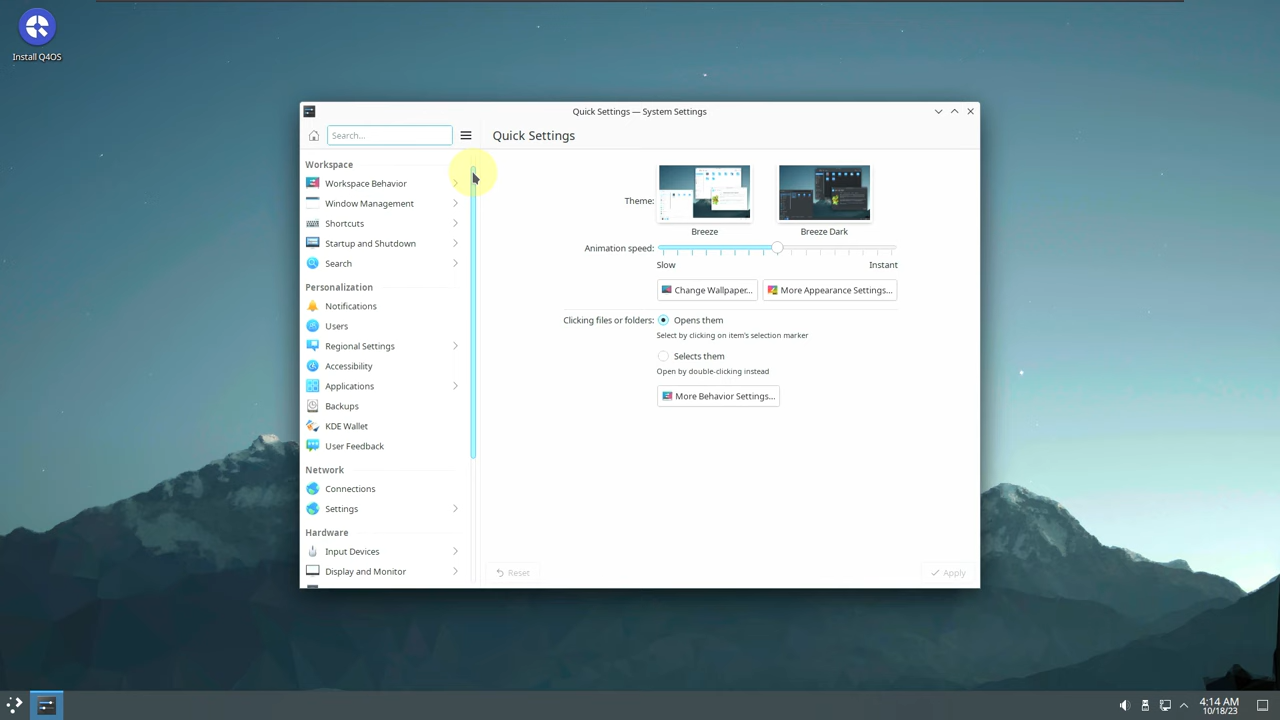 Install Q4OS
Quick Settings — System Settings
Search...
Quick Settings
Workspace
Workspace Behavior
Window Management
Shortcuts
Startup and Shutdown
Search
Personalization
Notifications
Users
Regional Settings
Accessibility
Applications
Backups
KDE Wallet
User Feedback
Network
Connections
Settings
Hardware
Input Devices
Display and Monitor
Theme:
Breeze
Breeze Dark
Animation speed:
Slow
Instant
Change Wallpaper...
More Appearance Settings...
Clicking files or folders:
Opens them
Select by clicking on item's selection marker
Selects them
Open by double-clicking instead
More Behavior Settings...
Reset
Apply
4:14 AM
10/18/23